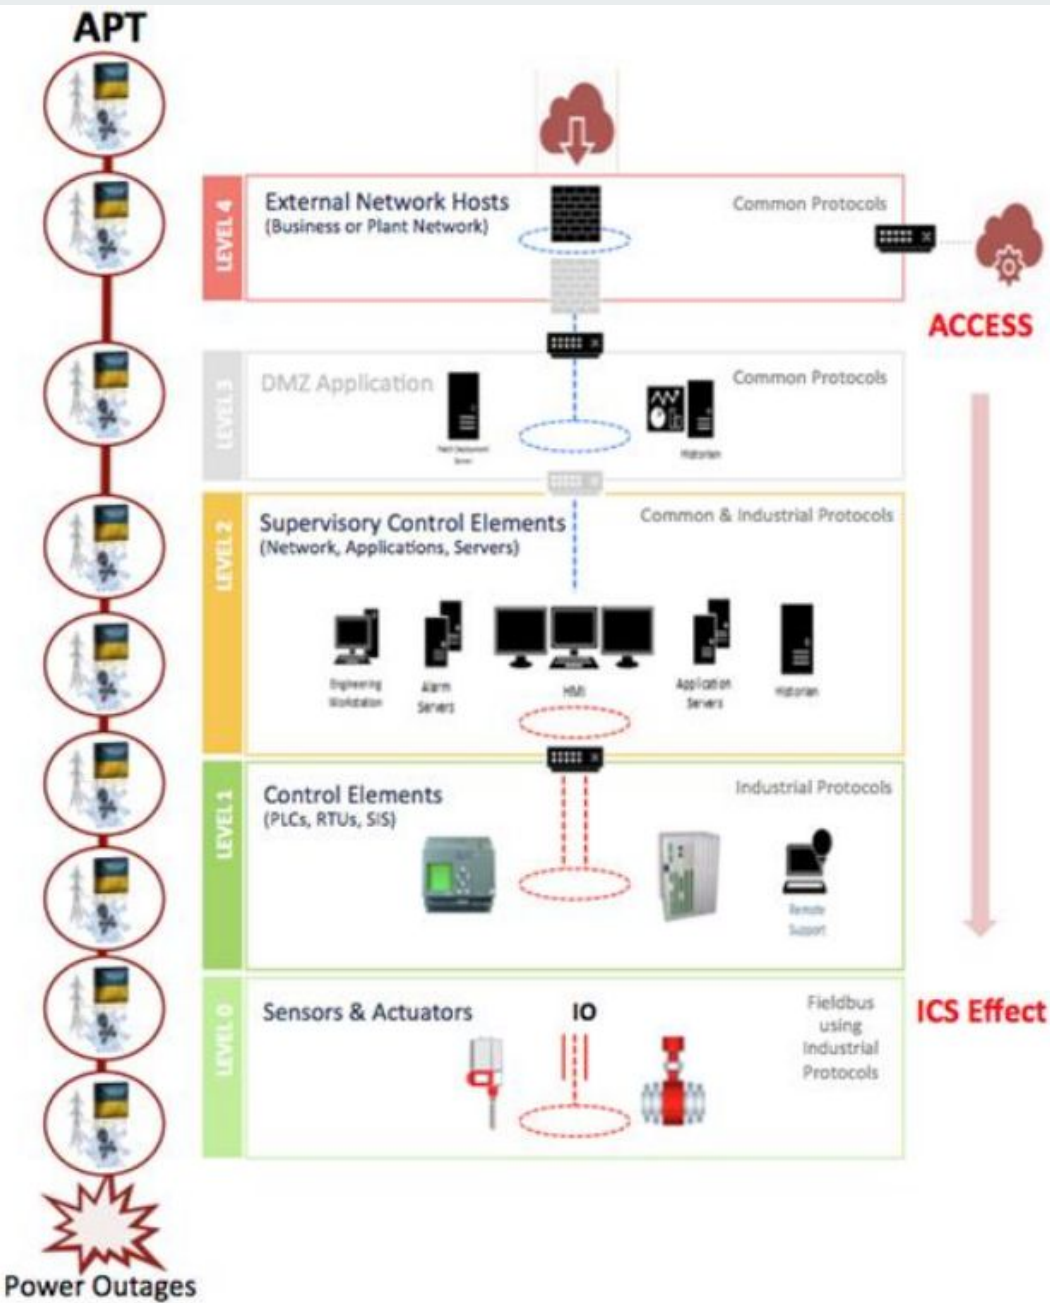 APT
LEVEL 4
External Network Hosts
(Business or Plant Network)
Common Protocols
ACCESS
LEVEL 3
DMZ Application
Common Protocols
Historian
LEVEL 2
Supervisory Control Elements
(Network, Applications, Servers)
Common & Industrial Protocols
Engineering
Workstation
Alarm
Servers
HMI
Application
Servers
Historian
LEVEL 1
Control Elements
(PLCs, RTUs, SIS)
Industrial Protocols
Remote
Support
LEVEL 0
Sensors & Actuators
IO
Fieldbus
using
Industrial
Protocols
ICS Effect
Power Outages